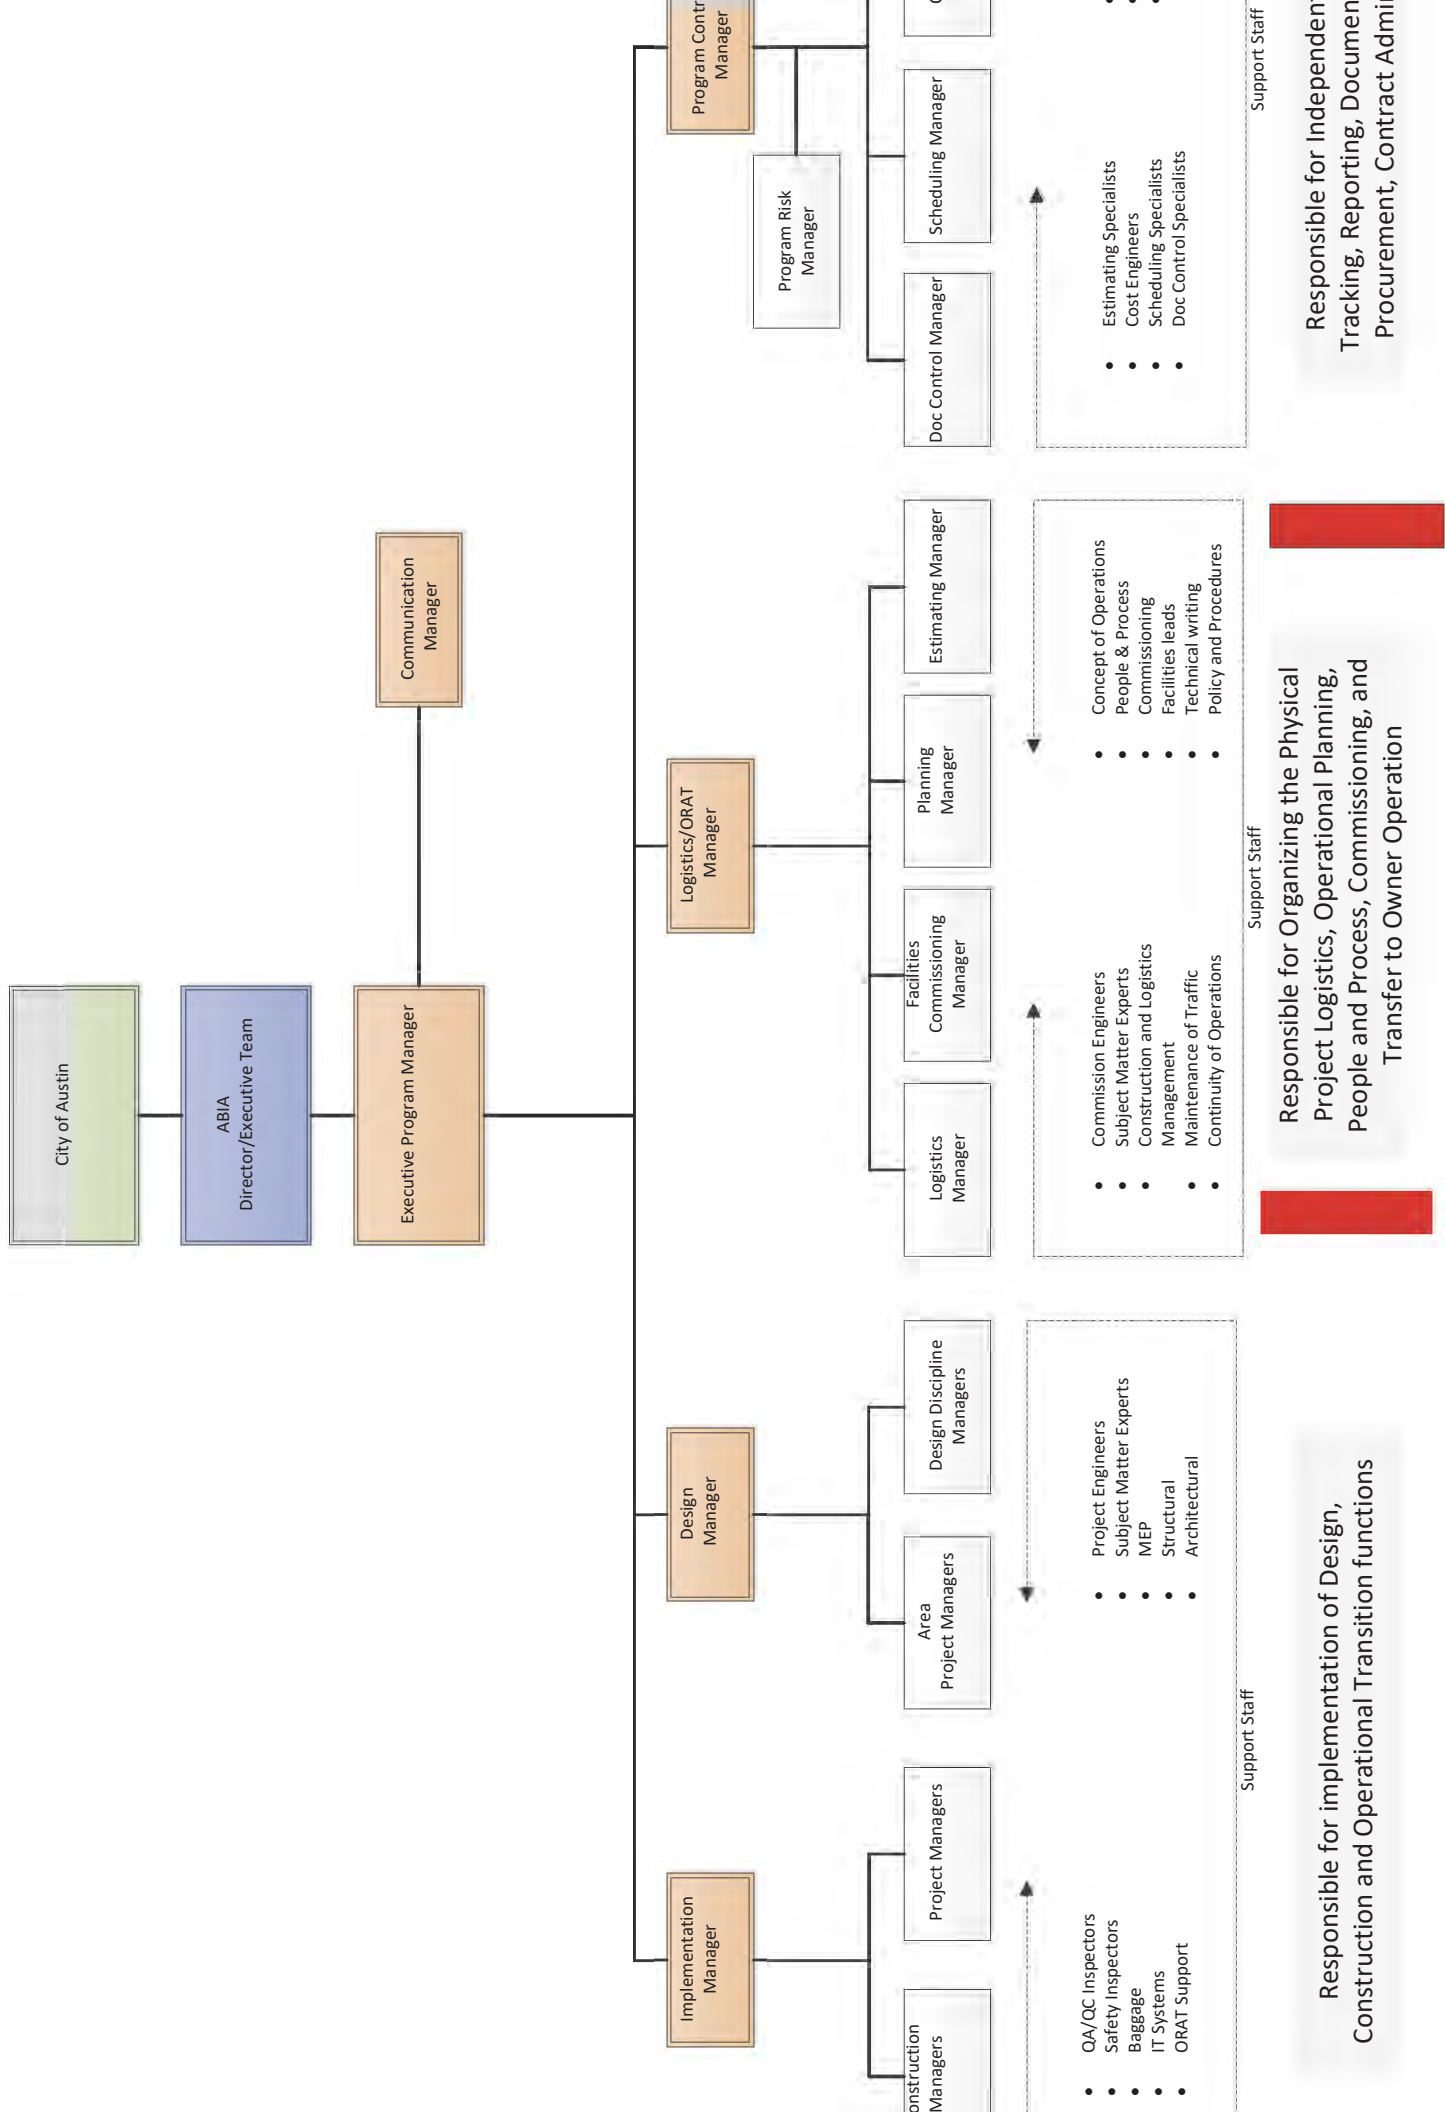 City of Austin
ABIA
Director/Executive Team
Executive Program Manager
Communication
Manager
Implementation
Manager
Design
Manager
Logistics/ORAT
Manager
Program Contr
Manager
Program Risk
Manager
onstruction
Managers
Project Managers
Area
Project Managers
Design Discipline
Managers
Logistics
Manager
Facilities
Commissioning
Manager
Planning
Manager
Estimating Manager
Doc Control Manager
Scheduling Manager
• QA/QC Inspectors
• Safety Inspectors
• Baggage
• IT Systems
• ORAT Support
• Project Engineers
• Subject Matter Experts
• MEP
• Structural
• Architectural
Support Staff
• Commission Engineers
• Subject Matter Experts
• Construction and Logistics
Management
• Maintenance of Traffic
• Continuity of Operations
• Concept of Operations
• People & Process
• Commissioning
• Facilities leads
• Technical writing
• Policy and Procedures
Support Staff
• Estimating Specialists
• Cost Engineers
• Scheduling Specialists
• Doc Control Specialists
Support Staff
Responsible for implementation of Design,
Construction and Operational Transition functions
Responsible for Organizing the Physical
Project Logistics, Operational Planning,
People and Process, Commissioning, and
Transfer to Owner Operation
Responsible for Independent
Tracking, Reporting, Document
Procurement, Contract Admini